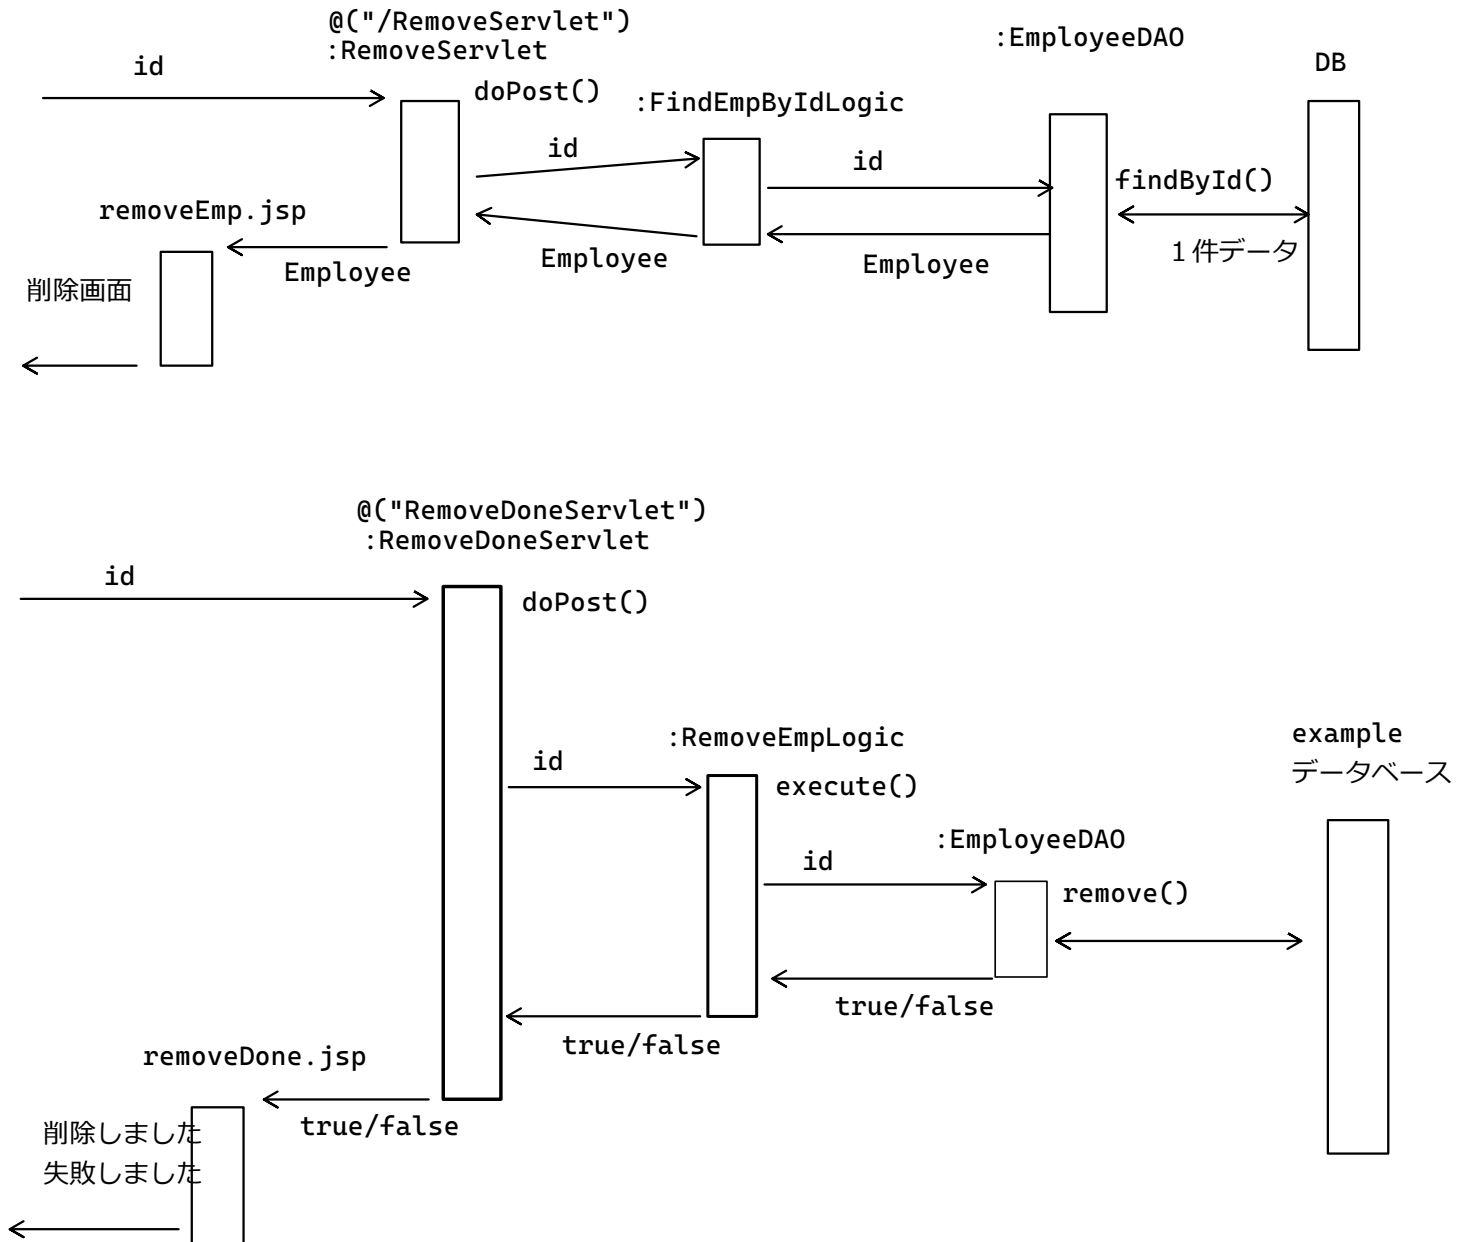 @("/RemoveServlet")
:RemoveServlet
:EmployeeDAO
id
DB
doPost()
:FindEmpByIdLogic
id
id
findById()
removeEmp.jsp
Employee
Employee
Employee
1件データ
削除画面
@("RemoveDoneServlet")
:RemoveDoneServlet
id
doPost()
:RemoveEmpLogic
example
データベース
id
execute()
:EmployeeDAO
id
remove()
true/false
true/false
removeDone.jsp
true/false
削除しました
失敗しました